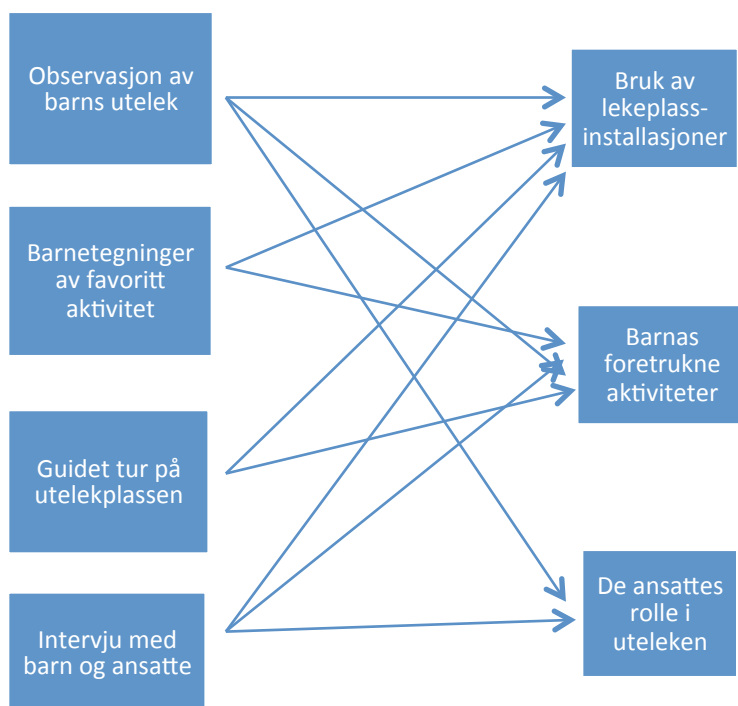 Observasjon av
barns utelek
Barnetegninger
av favoritt
aktivitet
Guidet tur på
utelekplassen
Intervju med
barn og ansatte
Bruk av
lekeplass-
installasjoner
Barnas
foretrukne
aktiviteter
De ansattes
rolle i
uteleken